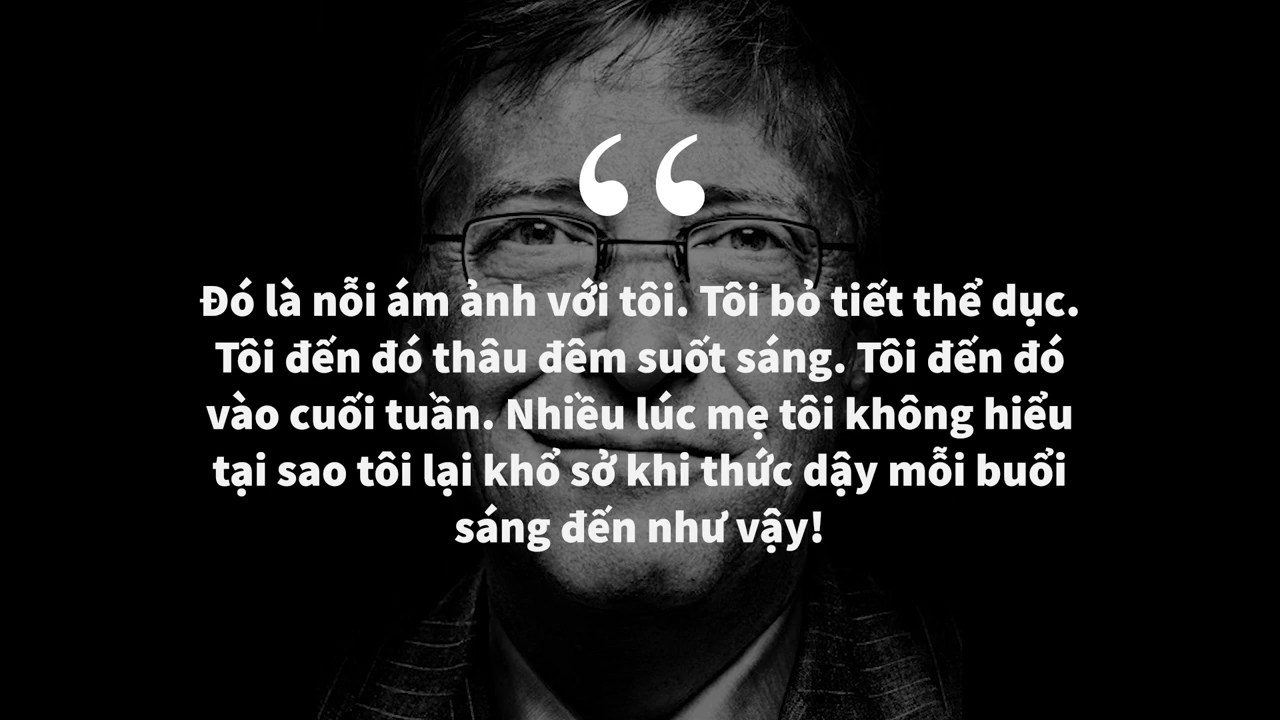 “
Đó là nỗi ám ảnh với tôi. Tôi bỏ tiết thể dục.
Tôi đến đó thâu đêm suốt sáng. Tôi đến đó
vào cuối tuần. Nhiều lúc mẹ tôi không hiểu
tại sao tôi lại khổ sở khi thức dậy mỗi buổi
sáng đến như vậy!